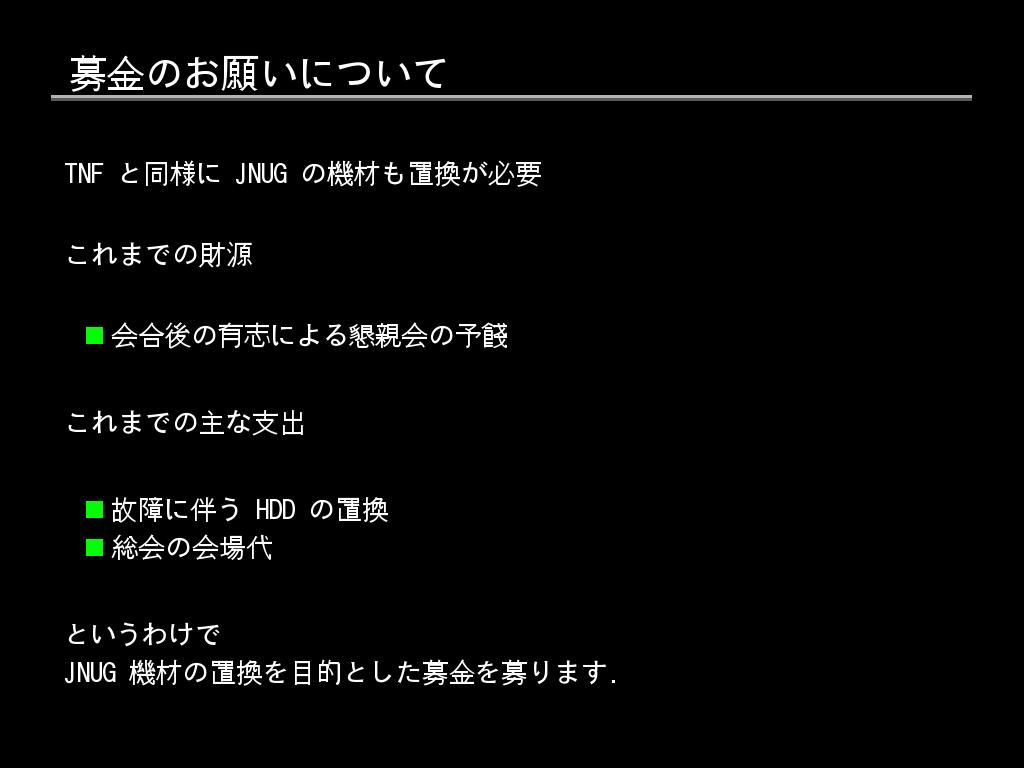 募金のお願いについて
TNF と同様に JNUG の機材も置換が必要
これまでの財源
■ 会合後の有志による懇親会の予餞
これまでの主な支出
■ 故障に伴う HDD の置換
■ 総会の会場代
というわけで
JNUG 機材の置換を目的とした募金を募ります.